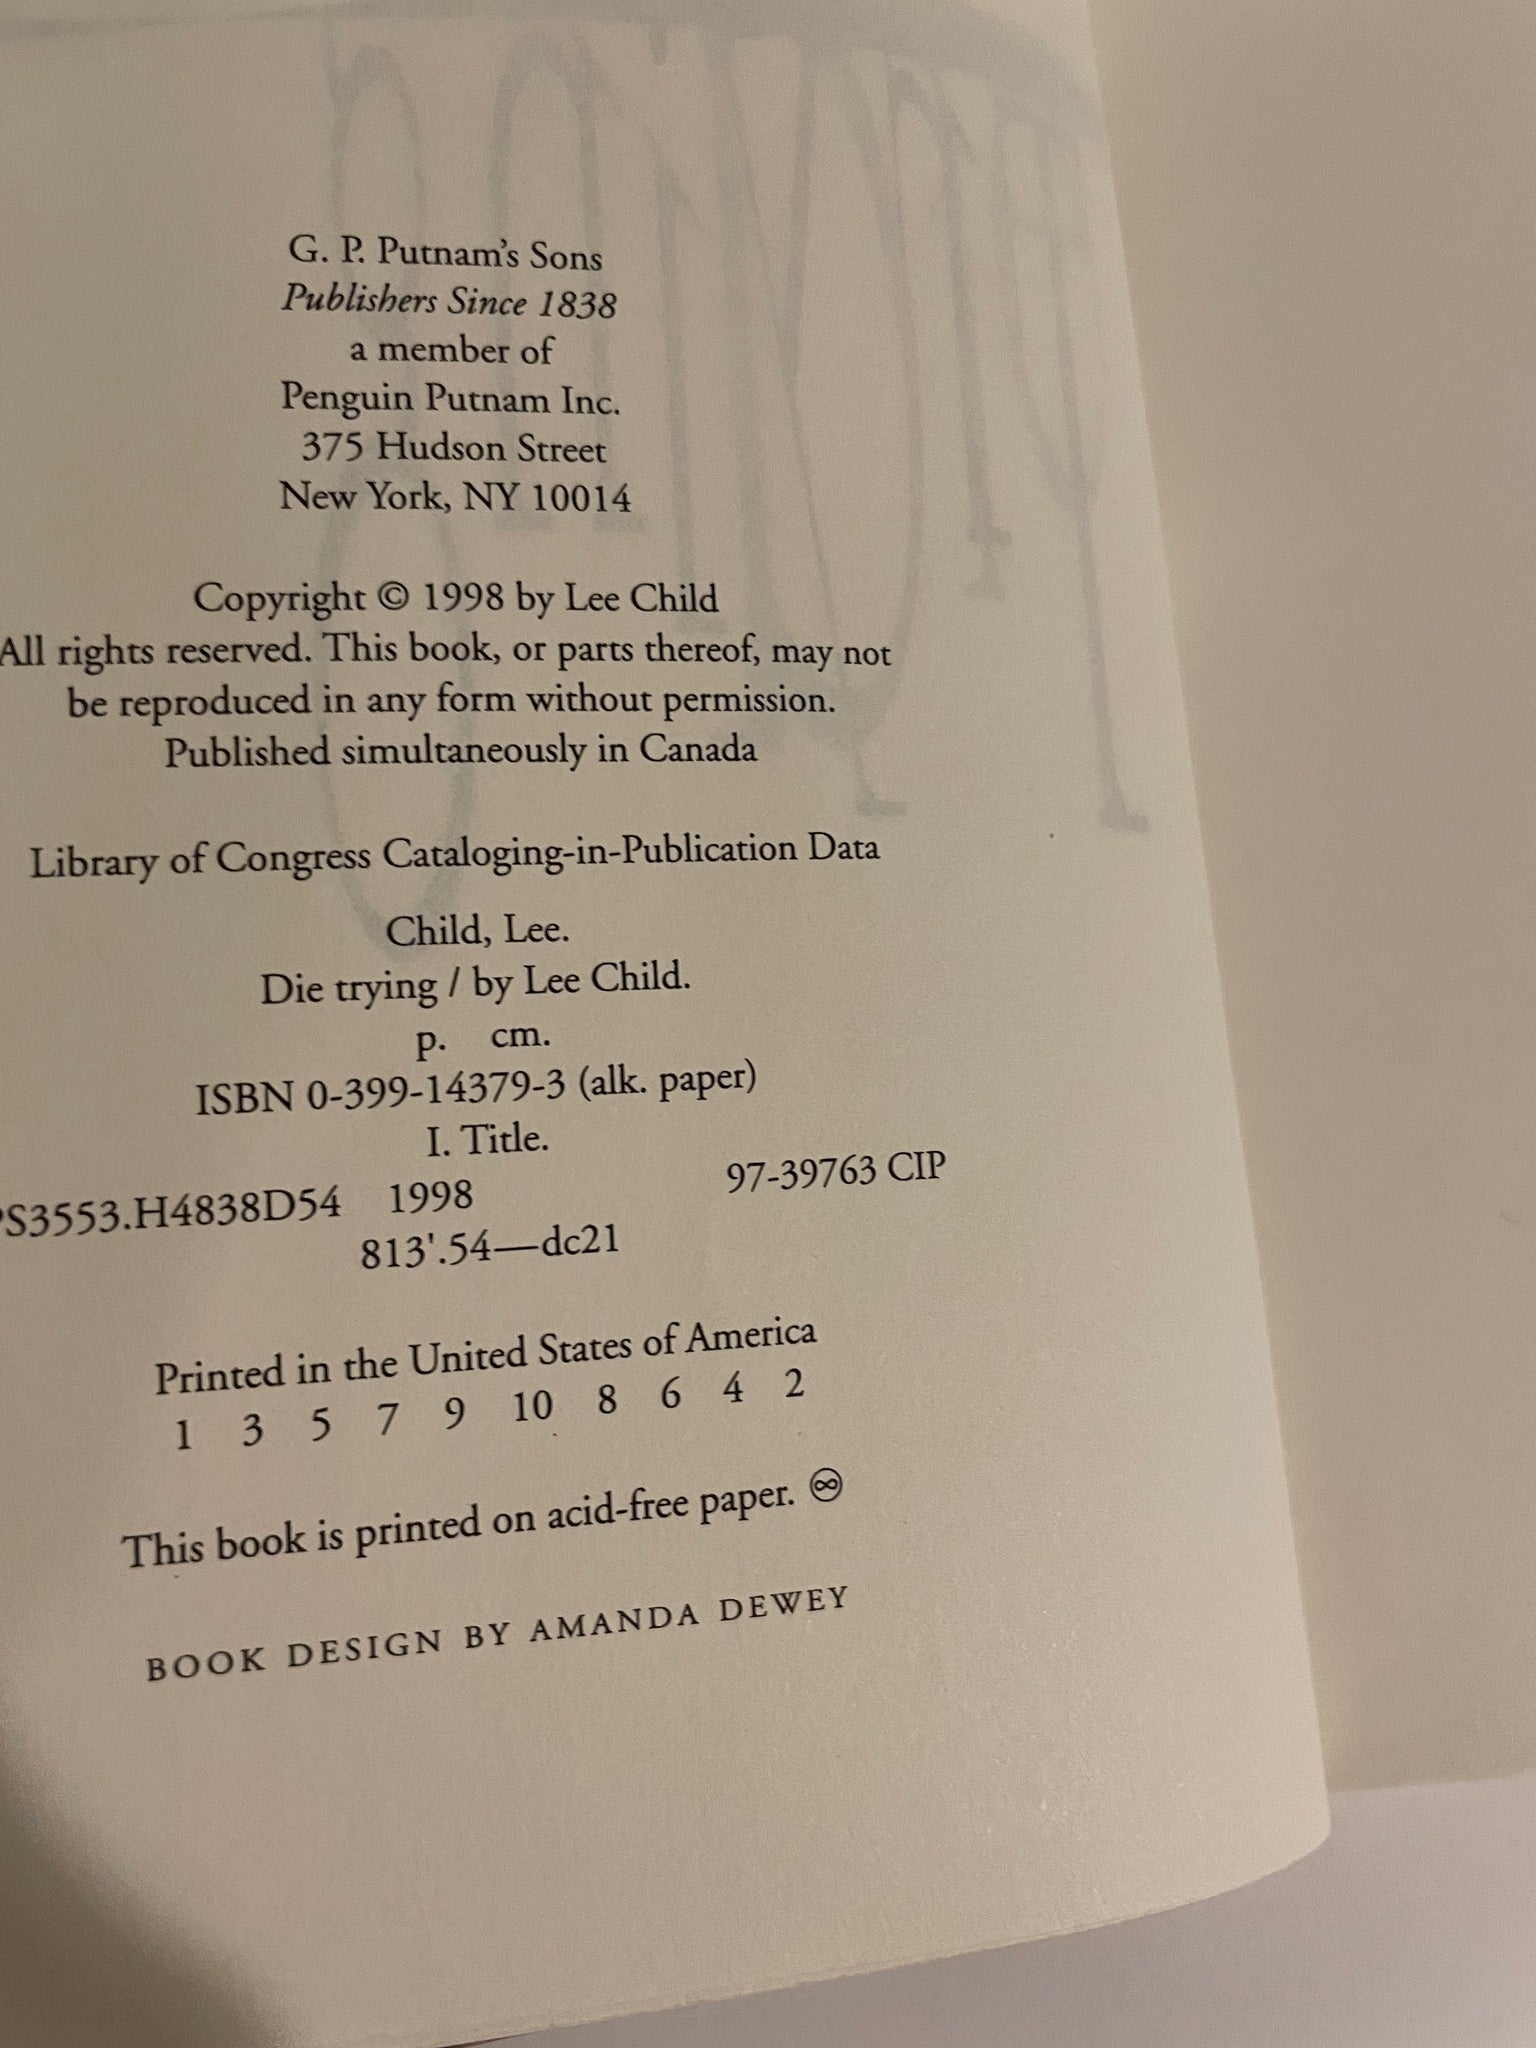 G. P. Putnam's Sons
Publishers Since 1838
a member of
Penguin Putnam Inc.
375 Hudson Street
New York, NY 10014
Copyright © 1998 by Lee Child
All rights reserved. This book, or parts thereof, may not
be reproduced in any form without permission.
Published simultaneously in Canada
Library of Congress Cataloging-in-Publication Data
Child, Lee.
Die trying / by Lee Child.
p. cm.
ISBN 0-399-14379-3 (alk. paper)
I. Title.
PS3553.H4838D54 1998 97-39763 CIP
813'.54—dc21
Printed in the United States of America
1 3 5 7 9 10 8 6 4 2
This book is printed on acid-free paper. ♾
BOOK DESIGN BY AMANDA DEWEY